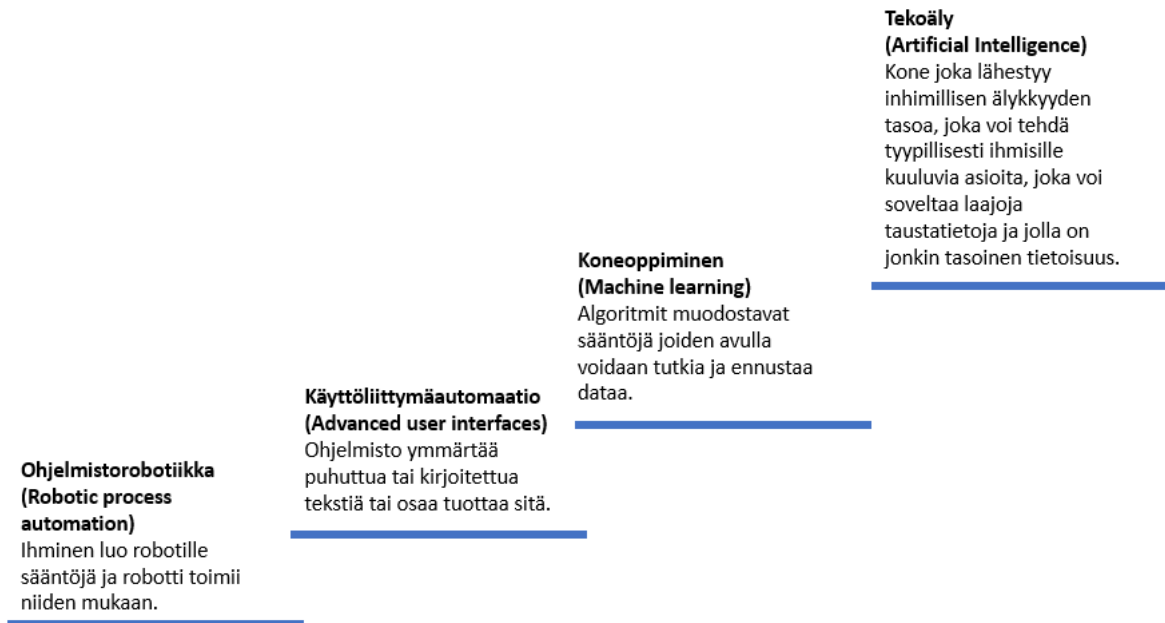 Tekoäly
(Artificial Intelligence)
Kone joka lähestyy
inhimillisen älykkyyden
tasoa, joka voi tehdä
tyypillisesti ihmisille
kuuluvia asioita, joka voi
soveltaa laajoja
taustatietoja ja jolla on
jonkin tasoinen tietoisuus.
Koneoppiminen
(Machine learning)
Algoritmit muodostavat
sääntöjä joiden avulla
voidaan tutkia ja ennustaa
dataa.
Käyttöliittymäautomaatio
(Advanced user interfaces)
Ohjelmisto ymmärtää
puhuttua tai kirjoitettua
tekstiä tai osaa tuottaa sitä.
Ohjelmistorobotiikka
(Robotic process
automation)
Ihminen luo robotille
sääntöjä ja robotti toimii
niiden mukaan.